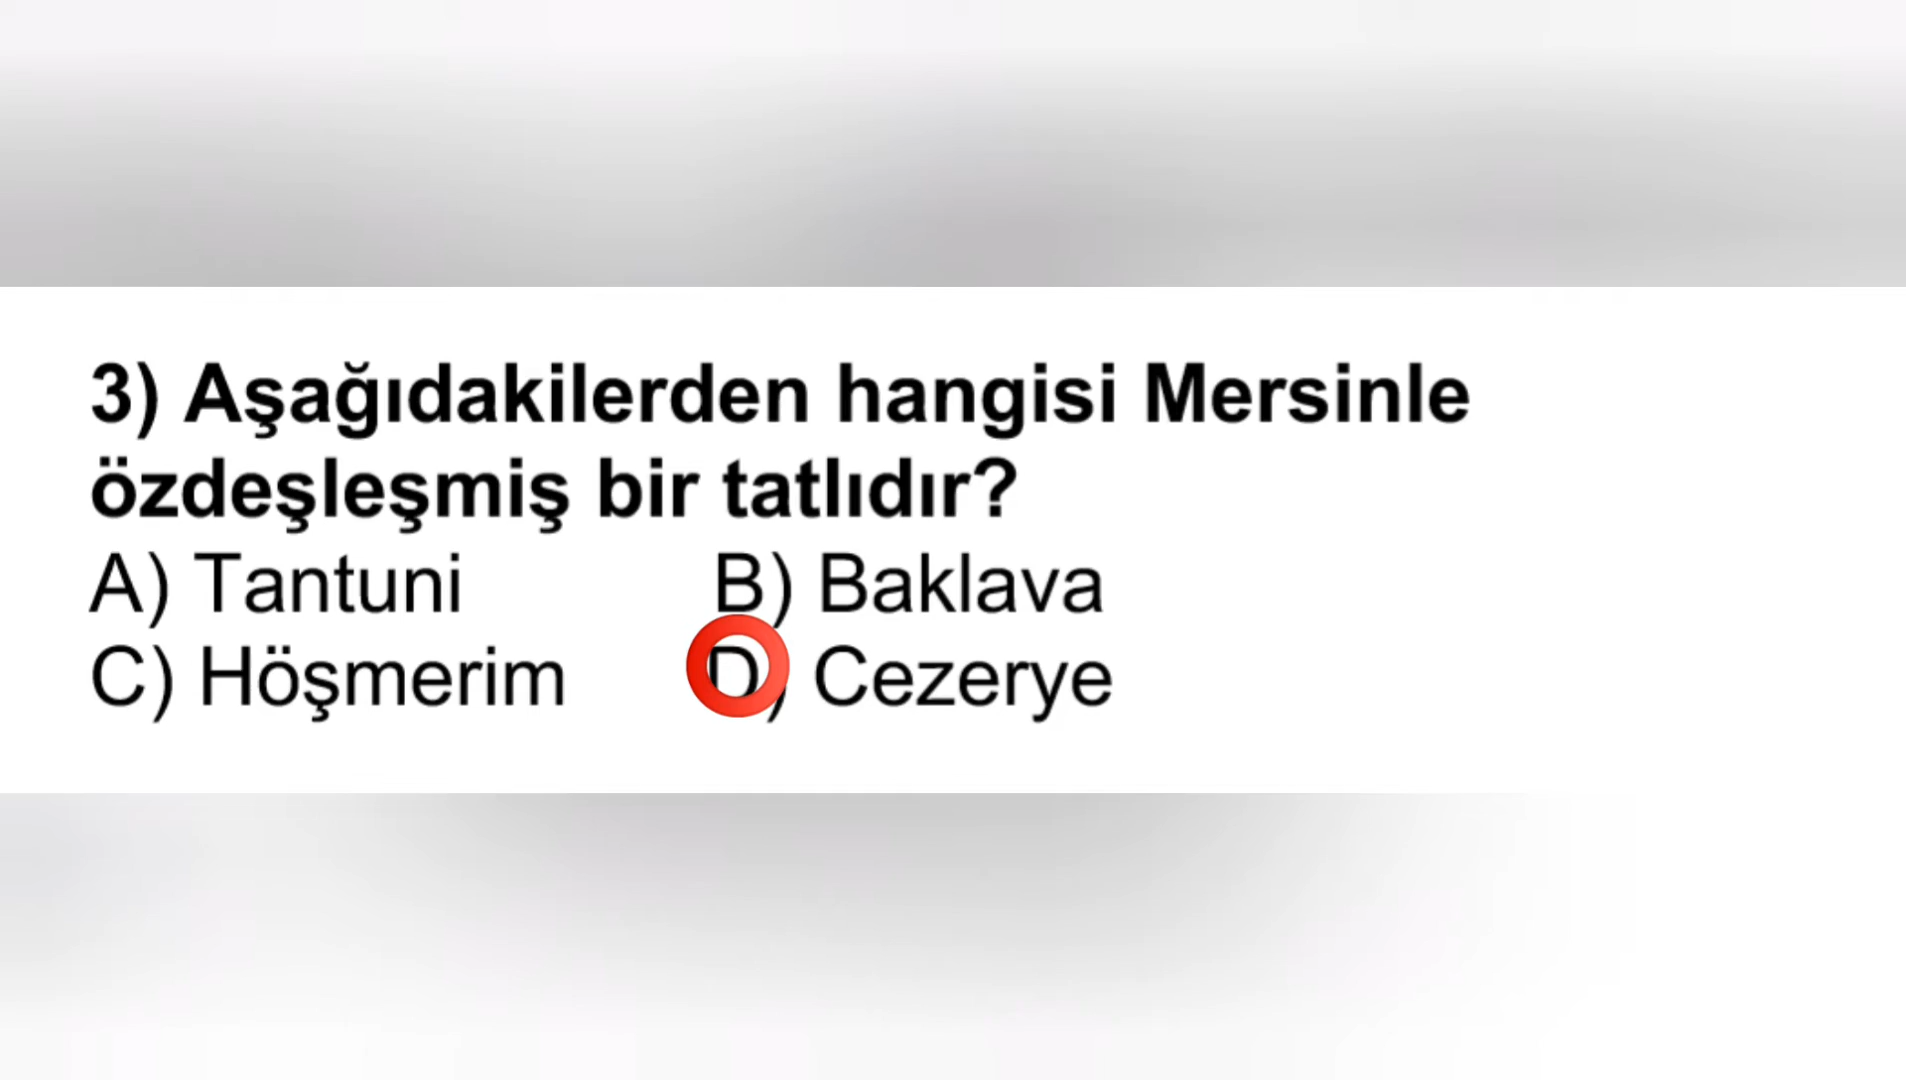 3) Aşağıdakilerden hangisi Mersinle
özdeşleşmiş bir tatlıdır?
A) Tantuni B) Baklava
C) Höşmerim D) Cezerye